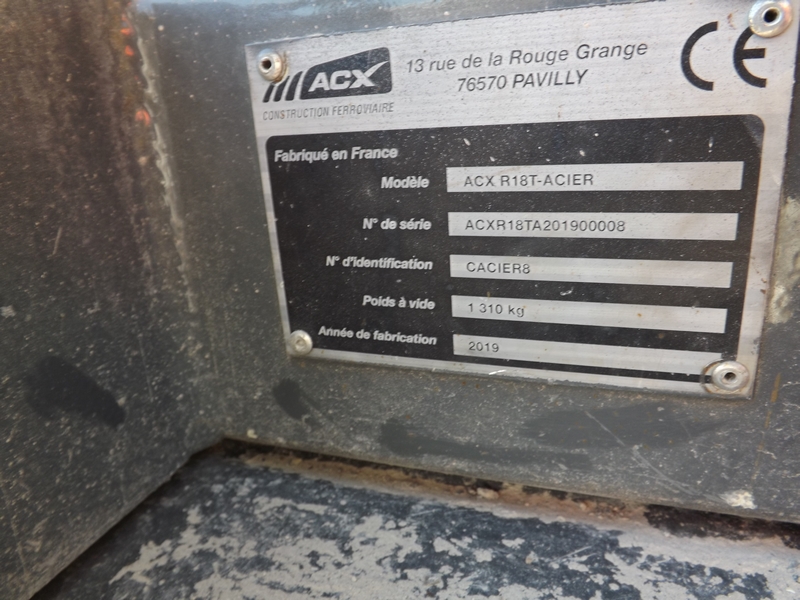 ACX
CONSTRUCTION FERROVIAIRE
13 rue de la Rouge Grange
76570 PAVILLY
CE
Fabriqué en France
Modèle ACX R18T-ACIER
N° de série ACXR18TA201900008
N° d'identification CACIER8
Poids à vide 1 310 kg
Année de fabrication 2019